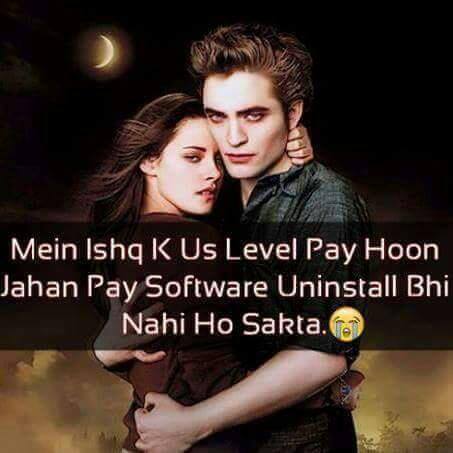 Mein Ishq K Us Level Pay Hoon
Jahan Pay Software Uninstall Bhi
Nahi Ho Sakta.😭